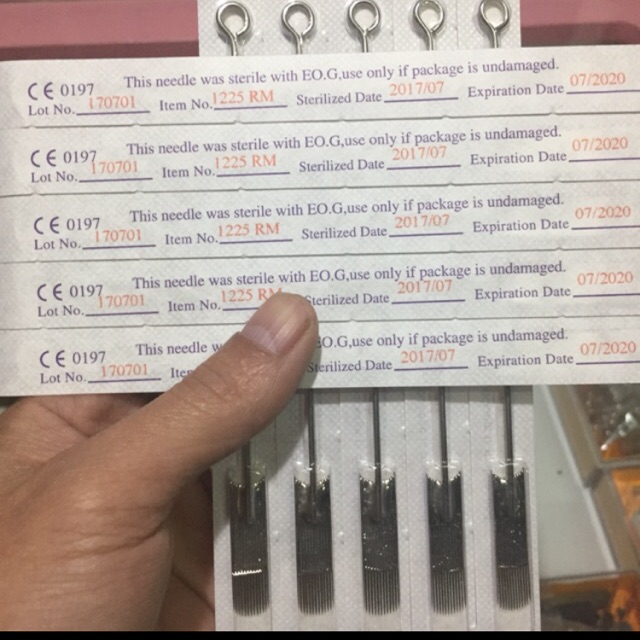 CE 0197 This needle was sterile with EO.G,use only if package is undamaged.
Lot No. 170701 Item No. 1225 RM Sterilized Date 2017/07 Expiration Date 07/2020
CE 0197 This needle was sterile with EO.G,use only if package is undamaged.
Lot No. 170701 Item No. 1225 RM Sterilized Date 2017/07 Expiration Date 07/2020
CE 0197 This needle was sterile with EO.G,use only if package is undamaged.
Lot No. 170701 Item No. 1225 RM Sterilized Date 2017/07 Expiration Date 07/2020
CE 0197 This needle was sterile with EO.G,use only if package is undamaged.
Lot No. 170701 Item No. 1225 RM Sterilized Date 2017/07 Expiration Date 07/2020
CE 0197 This needle EO.G,use only if package is undamaged.
Lot No. 170701 Sterilized Date 2017/07 Expiration Date 07/2020